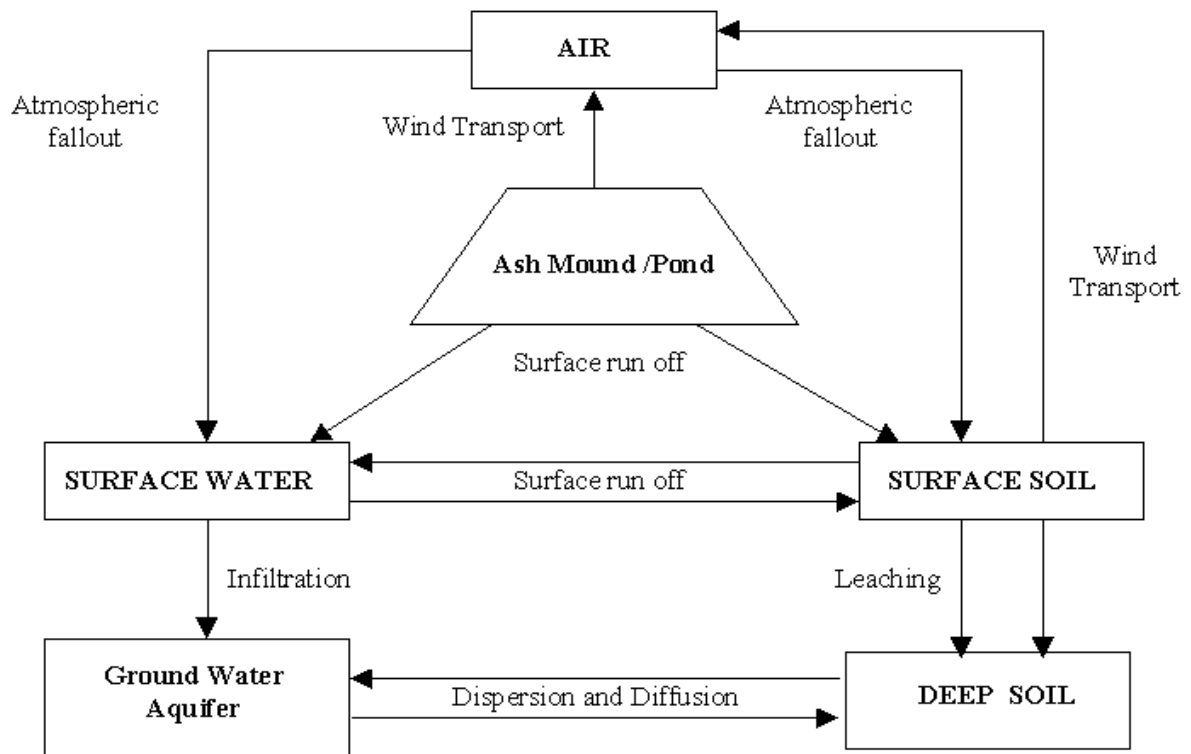 AIR
Atmospheric
fallout
Wind Transport
Atmospheric
fallout
Ash Mound /Pond
Wind
Transport
Surface run off
SURFACE WATER
Surface run off
SURFACE SOIL
Infiltration
Leaching
Ground Water
Aquifer
Dispersion and Diffusion
DEEP SOIL